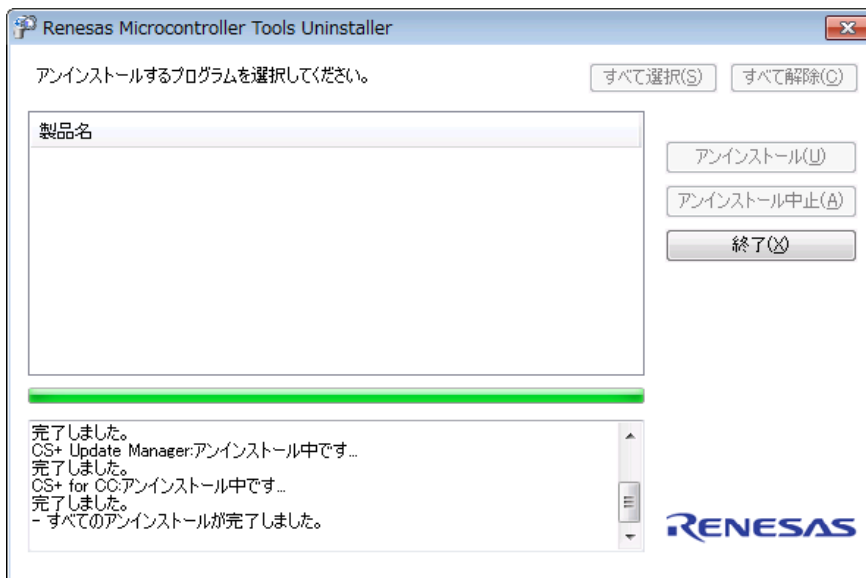 Renesas Microcontroller Tools Uninstaller
アンインストールするプログラムを選択してください。
すべて選択(S)
すべて解除(C)
製品名
アンインストール(U)
アンインストール中止(A)
終了(X)
完了しました。
CS+ Update Manager:アンインストール中です...
完了しました。
CS+ for CC:アンインストール中です...
完了しました。
- すべてのアンインストールが完了しました。
RENESAS